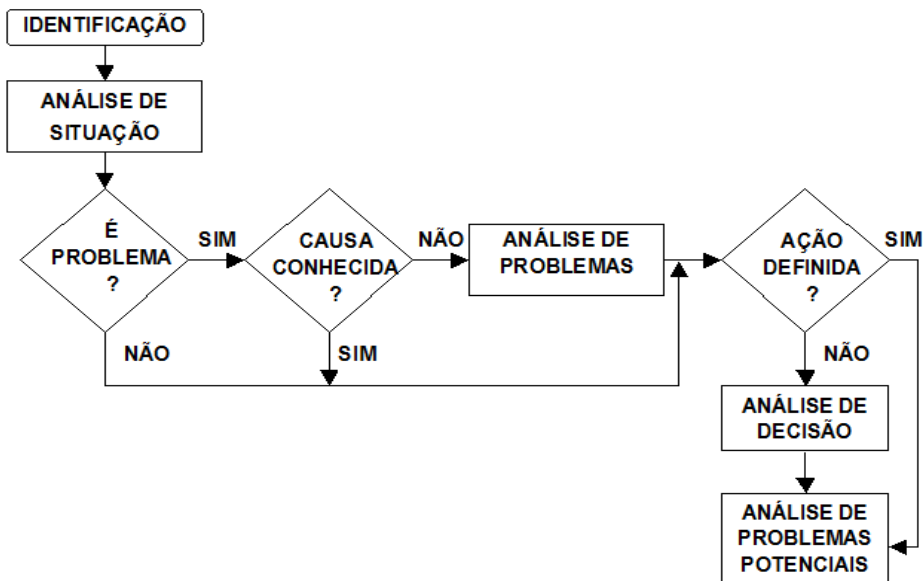 IDENTIFICAÇÃO
ANÁLISE DE
SITUAÇÃO
É
PROBLEMA
?
SIM
NÃO
CAUSA
CONHECIDA
?
NÃO
SIM
ANÁLISE DE
PROBLEMAS
AÇÃO
DEFINIDA
?
SIM
NÃO
ANÁLISE DE
DECISÃO
ANÁLISE DE
PROBLEMAS
POTENCIAIS